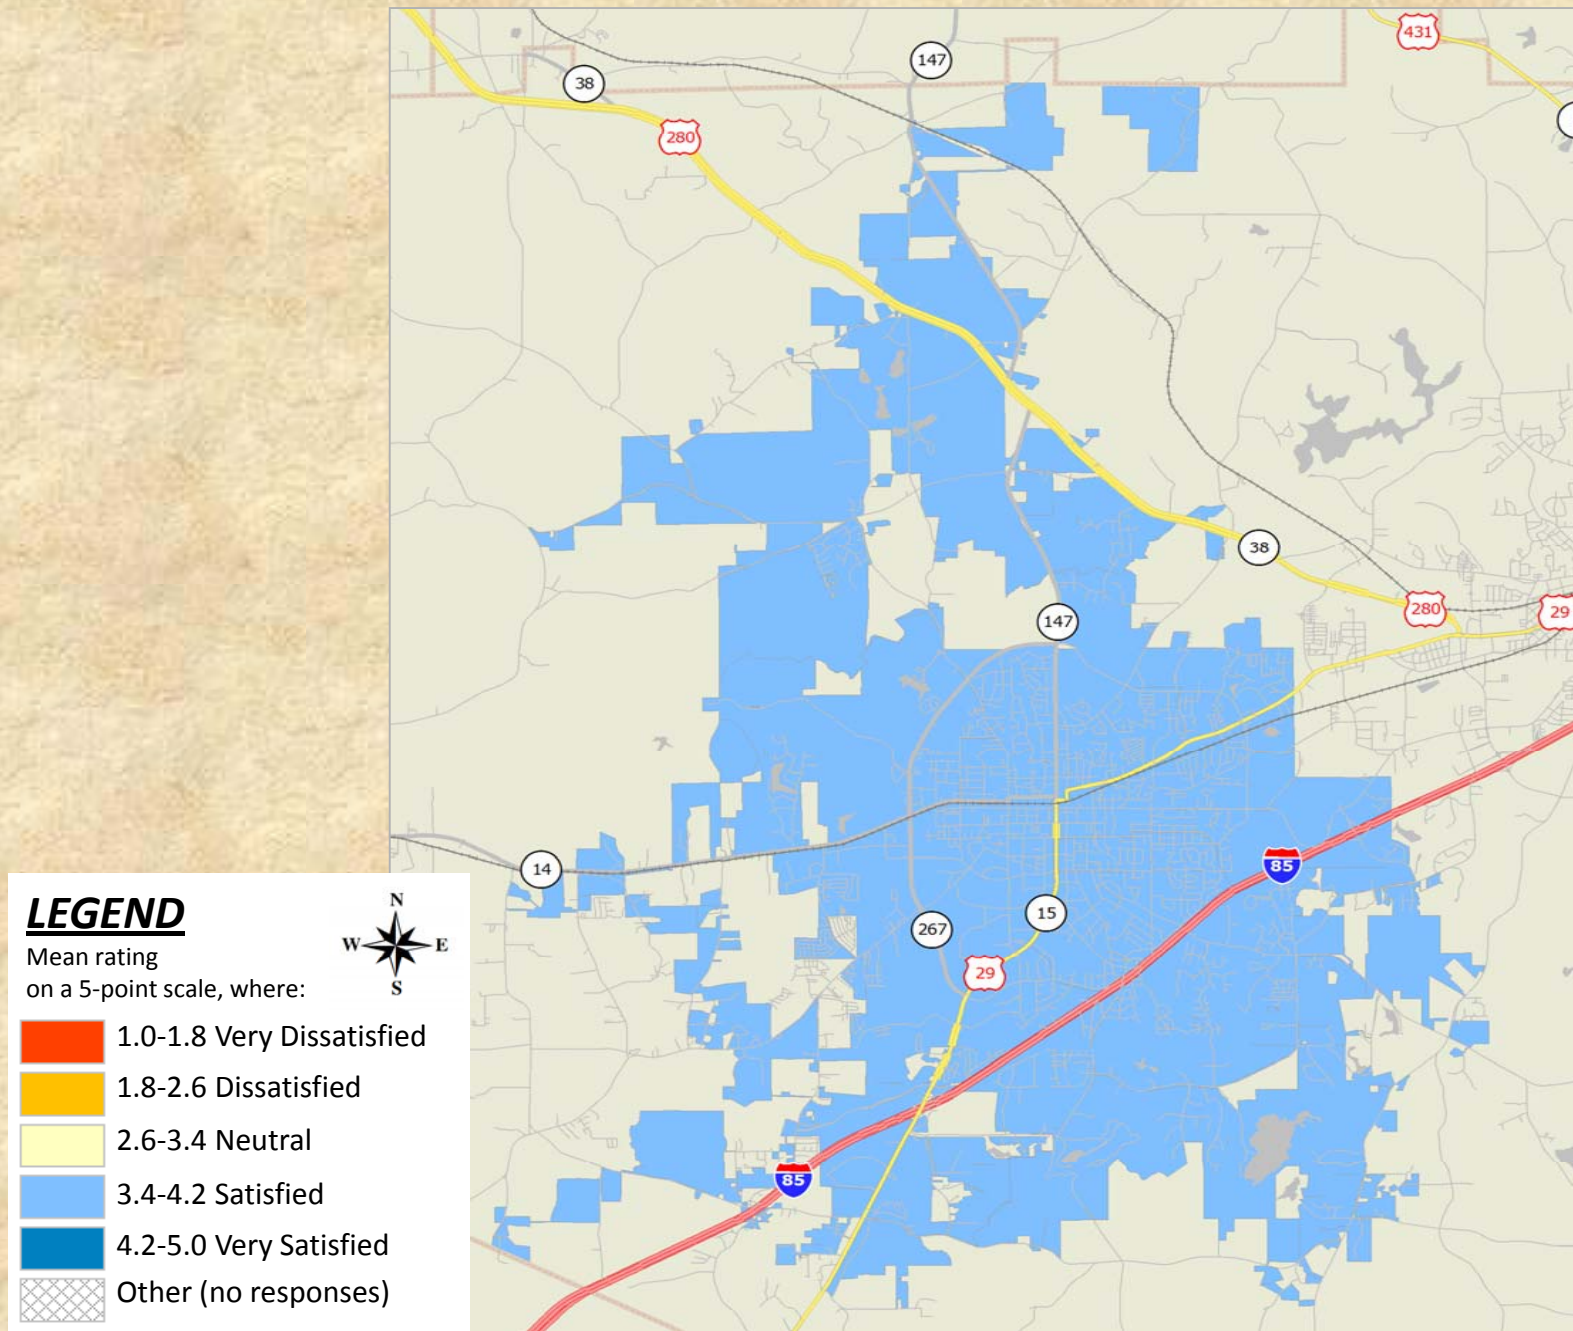 431
147
38
280
38
280
29
147
14
85
15
267
29
85
LEGEND
N
W E
S
Mean rating
on a 5-point scale, where:
1.0-1.8 Very Dissatisfied
1.8-2.6 Dissatisfied
2.6-3.4 Neutral
3.4-4.2 Satisfied
4.2-5.0 Very Satisfied
Other (no responses)